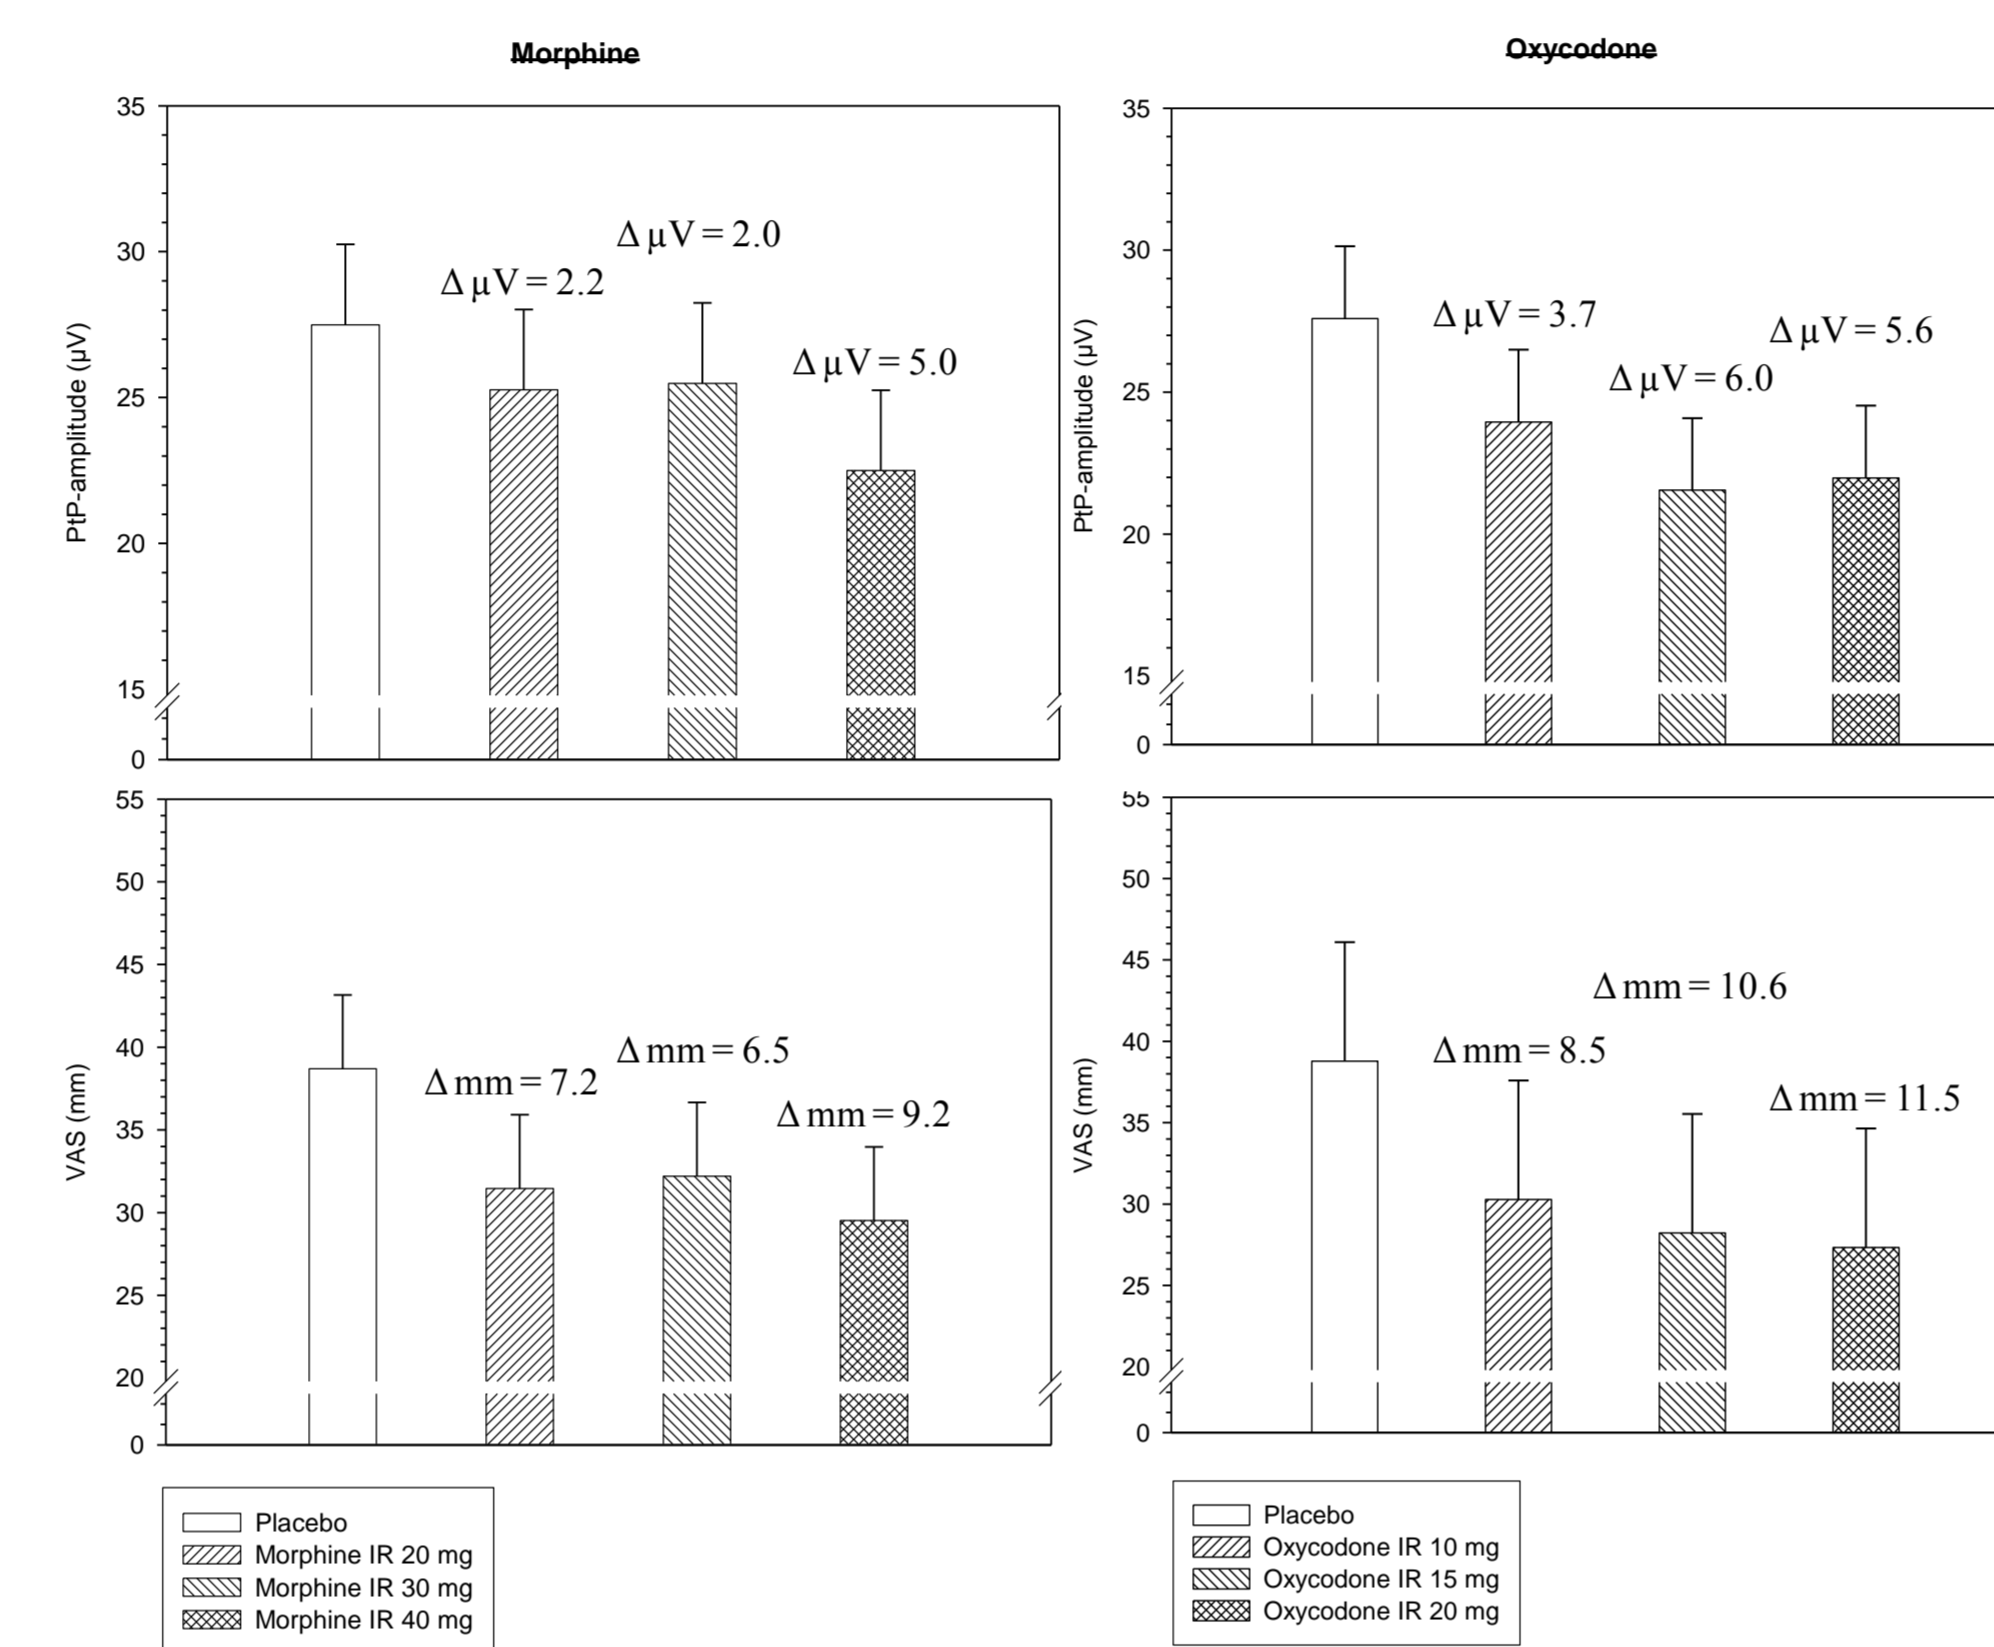 Morphine
Oxycodone
35
30
25
20
15
0
PtP-amplitude (µV)
Δ µV = 2.2
Δ µV = 2.0
Δ µV = 5.0
35
30
25
20
15
0
PtP-amplitude (µV)
Δ µV = 3.7
Δ µV = 6.0
Δ µV = 5.6
55
50
45
40
35
30
25
20
0
VAS (mm)
Δ mm = 7.2
Δ mm = 6.5
Δ mm = 9.2
55
50
45
40
35
30
25
20
0
VAS (mm)
Δ mm = 8.5
Δ mm = 10.6
Δ mm = 11.5
Placebo
Morphine IR 20 mg
Morphine IR 30 mg
Morphine IR 40 mg
Placebo
Oxycodone IR 10 mg
Oxycodone IR 15 mg
Oxycodone IR 20 mg